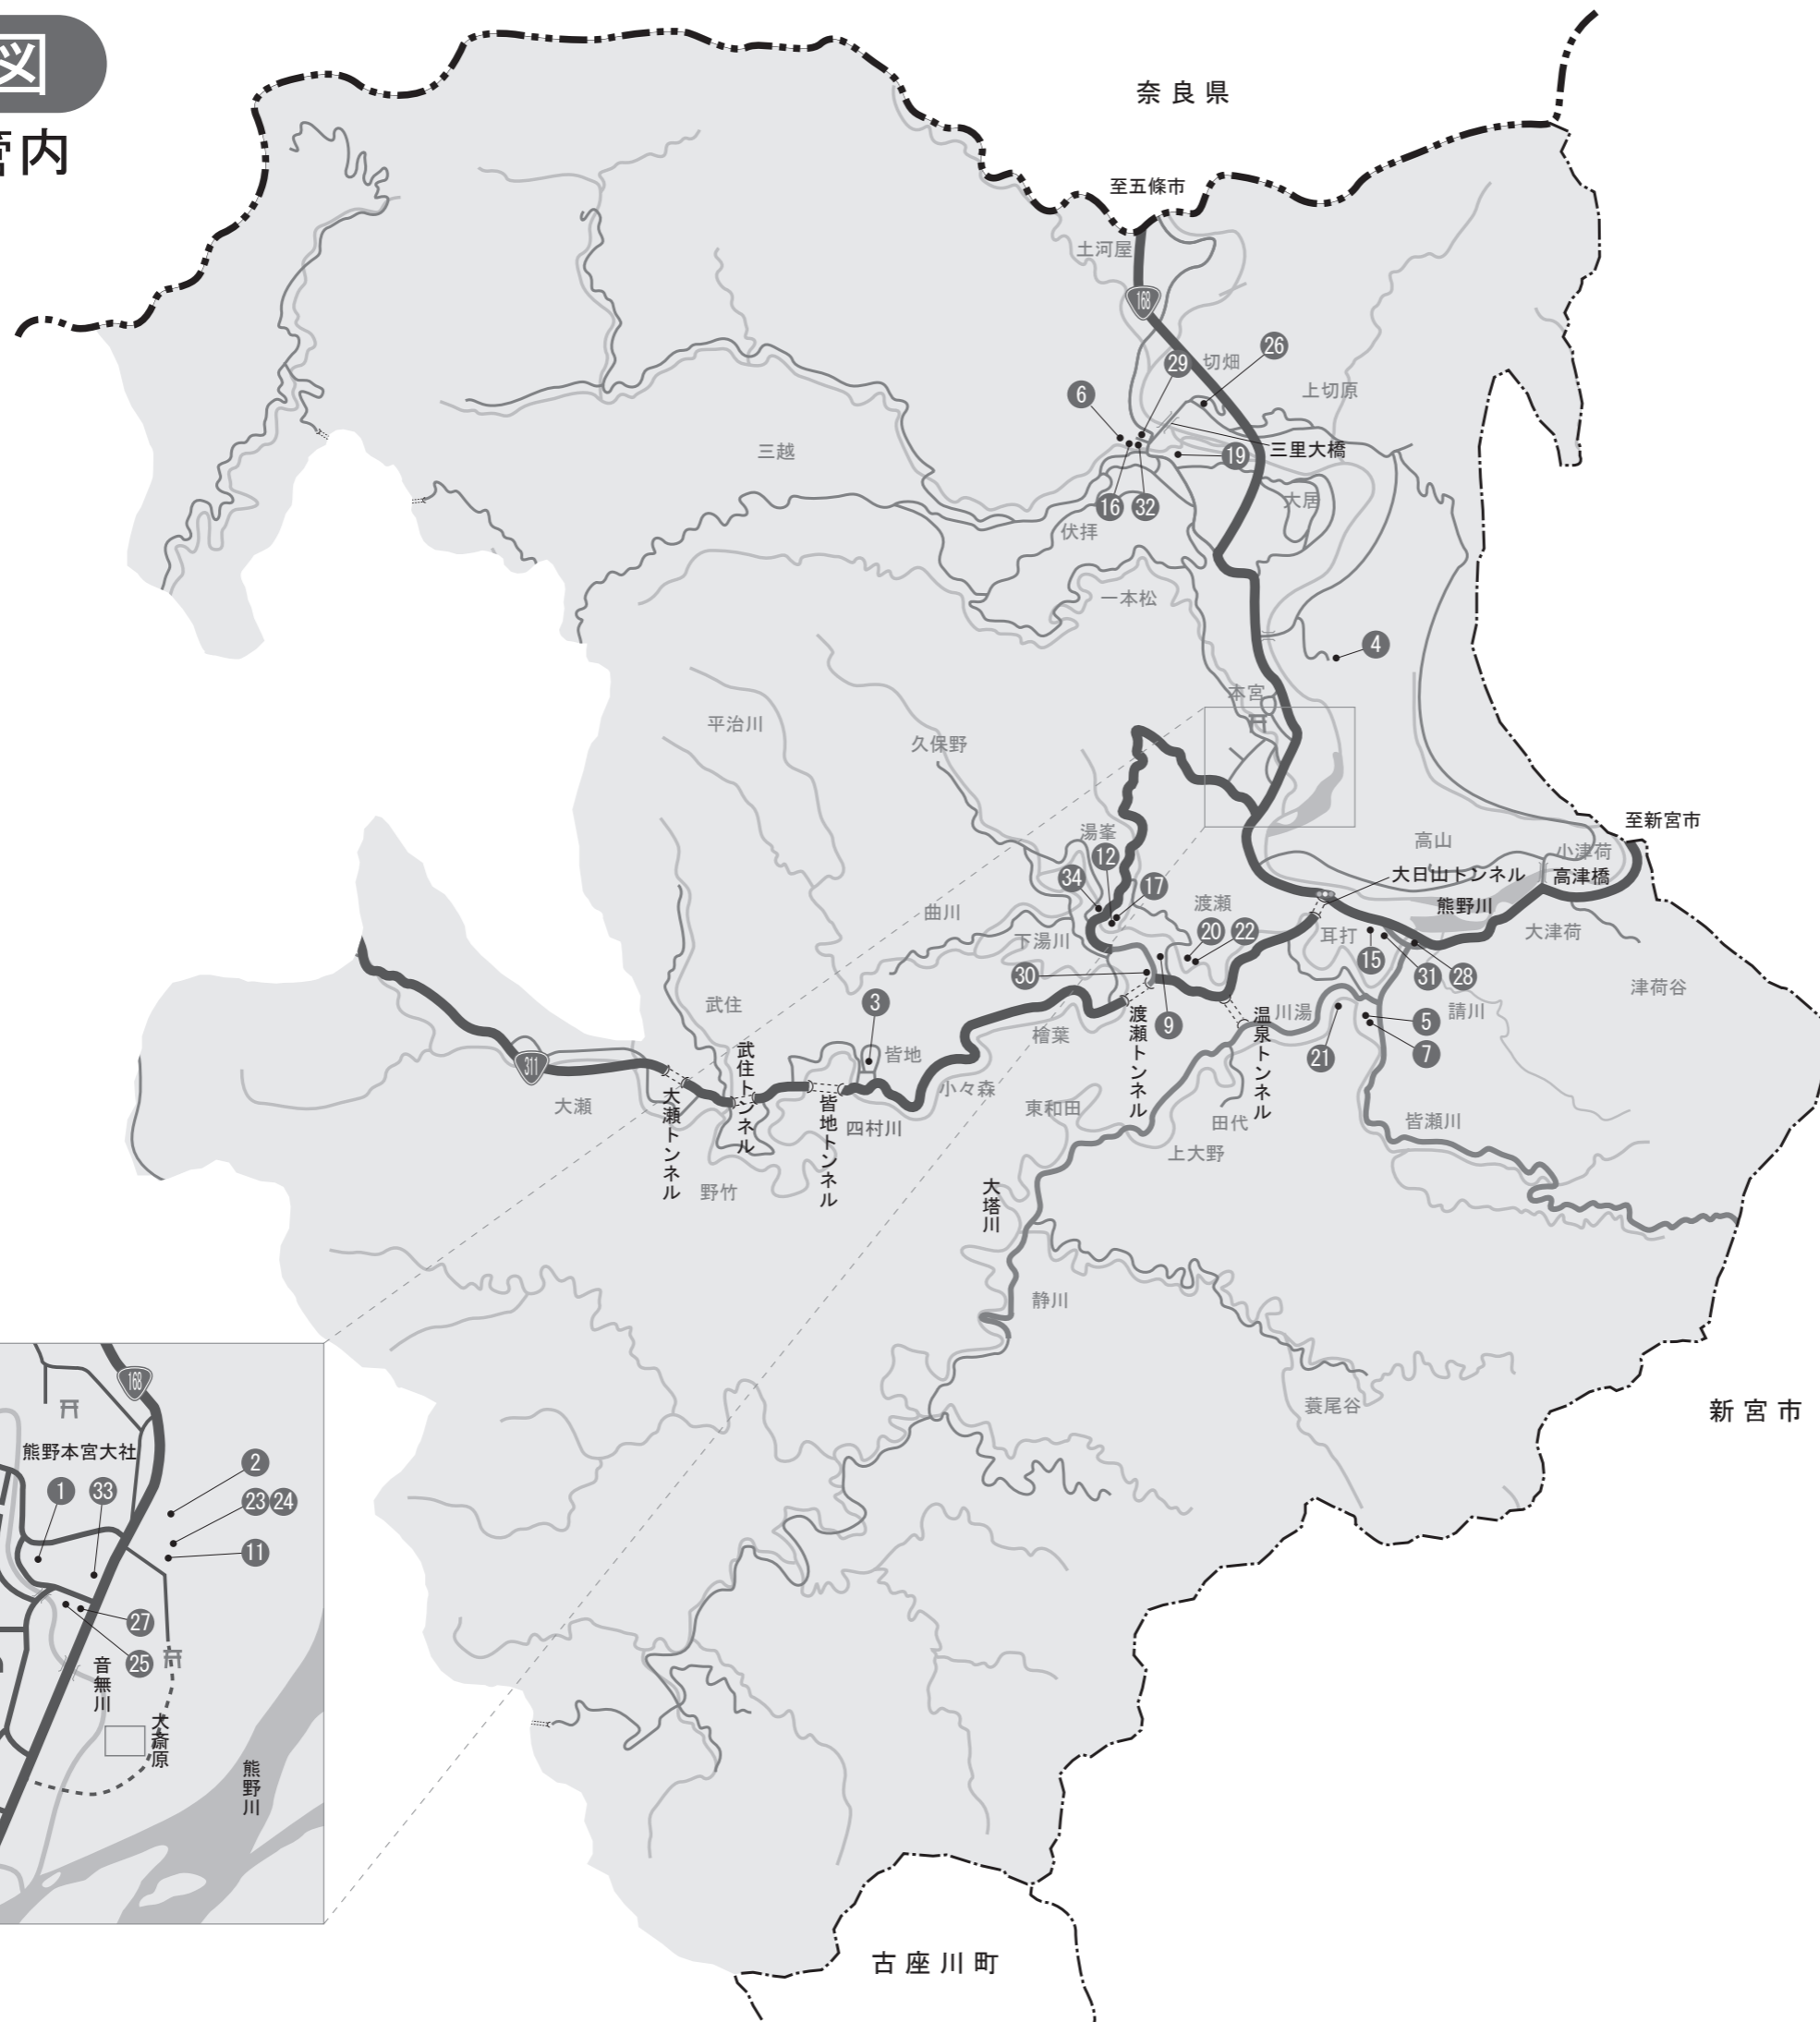 図
管内
奈良県
至五條市
土河屋
168
切畑
26
29
上切原
6
三里大橋
三越
19
大居
16
32
伏拝
一本松
4
本宮
平治川
久保野
至新宮市
湯峯
高山
小津荷
12
大日山トンネル
高津橋
34
17
渡瀬
熊野川
曲川
20
22
耳打
大津荷
下湯川
15
30
31
28
津荷谷
武住
3
9
川湯
5
請川
檜葉
渡瀬トンネル
温泉トンネル
7
21
皆地
武住トンネル
311
小々森
大瀬
大瀬トンネル
皆地トンネル
四村川
東和田
田代
皆瀬川
上大野
野竹
大塔川
静川
蓑尾谷
新宮市
168
熊野本宮大社
2
1
33
23
24
11
27
25
音無川
大斎原
熊野川
古座川町